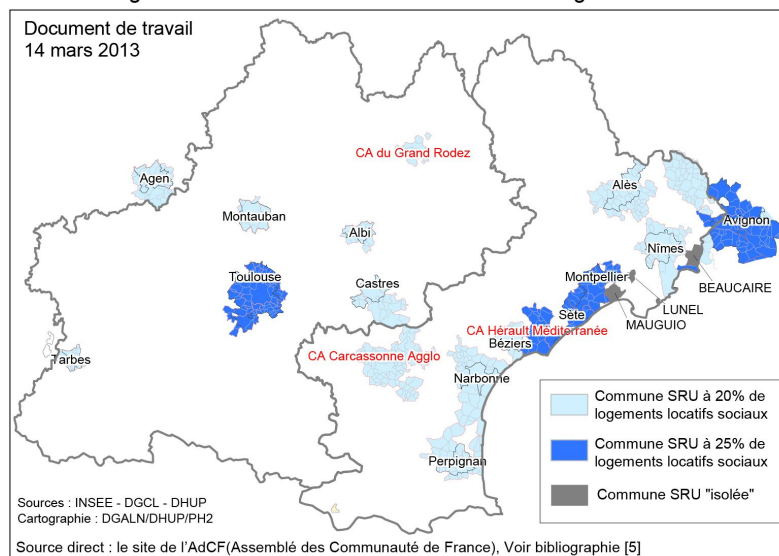 Document de travail
14 mars 2013
CA du Grand Rodez
Agen
Alès
Montauban
Avignon
Albi
Nîmes
Toulouse
Castres
Montpellier
BEAUCAIRE
LUNEL
Sète
MAUGUIO
CA Hérault Méditerranée
Béziers
CA Carcassonne Agglo
Tarbes
Narbonne
Perpignan
Commune SRU à 20% de
logements locatifs sociaux
Commune SRU à 25% de
logements locatifs sociaux
Commune SRU "isolée"
Sources : INSEE - DGCL - DHUP
Cartographie : DGALN/DHUP/PH2
Source direct : le site de l'AdCF(Assemblé des Communauté de France), Voir bibliographie [5]